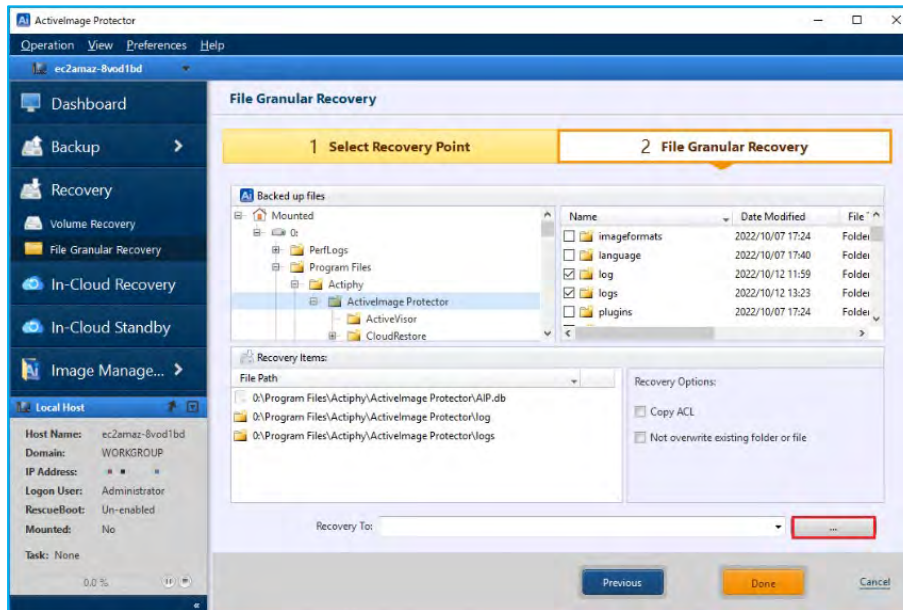 ActiveImage Protector
Operation View Preferences Help
ec2amaz-8vod1bd
Dashboard
Backup
Recovery
Volume Recovery
File Granular Recovery
In-Cloud Recovery
In-Cloud Standby
Image Manage...
Local Host
Host Name: ec2amaz-8vod1bd
Domain: WORKGROUP
IP Address:
Logon User: Administrator
RescueBoot: Un-enabled
Mounted: No
Task: None
0.0 %
File Granular Recovery
1 Select Recovery Point
2 File Granular Recovery
Backed up files
Mounted
0:
PerfLogs
Program Files
Actiphy
ActiveImage Protector
ActiveVisor
CloudRestore
Name Date Modified File
imageformats 2022/10/07 17:24 Folder
language 2022/10/07 17:40 Folder
log 2022/10/12 11:59 Folder
logs 2022/10/12 13:23 Folder
plugins 2022/10/07 17:24 Folder
Recovery Items:
File Path
0:\Program Files\Actiphy\ActiveImage Protector\AIP.db
0:\Program Files\Actiphy\ActiveImage Protector\log
0:\Program Files\Actiphy\ActiveImage Protector\logs
Recovery Options:
Copy ACL
Not overwrite existing folder or file
Recovery To:
...
Previous
Done
Cancel